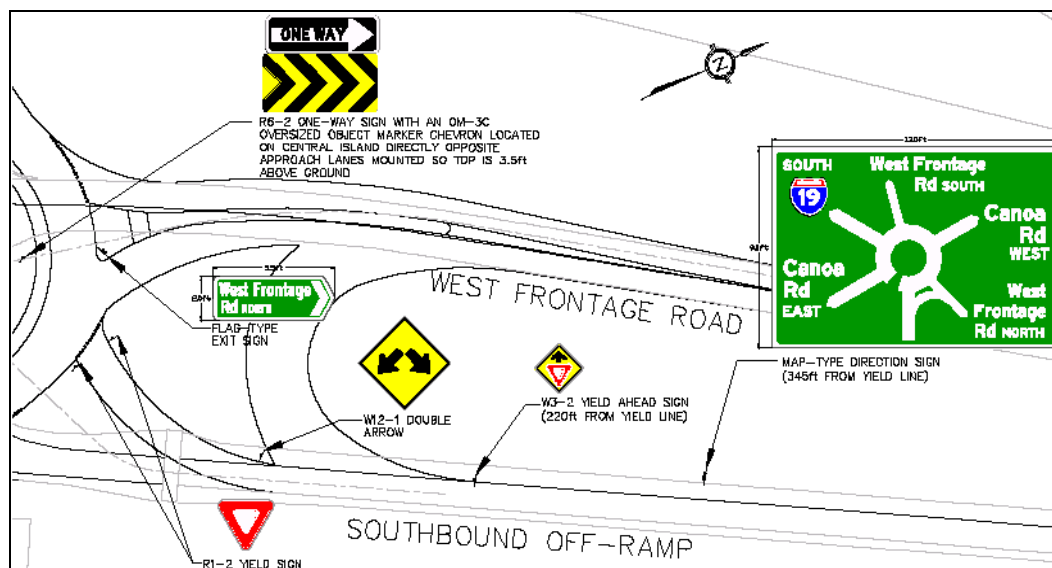 ONE WAY
R6-2 ONE-WAY SIGN WITH AN OM-3C
OVERSIZED OBJECT MARKER CHEVRON LOCATED
ON CENTRAL ISLAND DIRECTLY OPPOSITE
APPROACH LANES MOUNTED SO TOP IS 3.5ft
ABOVE GROUND
N
120ft
SOUTH
19
West Frontage
Rd SOUTH
Canoa
Rd
WEST
Canoa
Rd
EAST
West
Frontage
Rd NORTH
West Frontage
Rd NORTH
FLAG-TYPE
EXIT SIGN
WEST FRONTAGE ROAD
MAP-TYPE DIRECTION SIGN
(345ft FROM YIELD LINE)
W3-2 YIELD AHEAD SIGN
(220ft FROM YIELD LINE)
W12-1 DOUBLE
ARROW
SOUTHBOUND OFF-RAMP
R1-2 YIELD SIGN